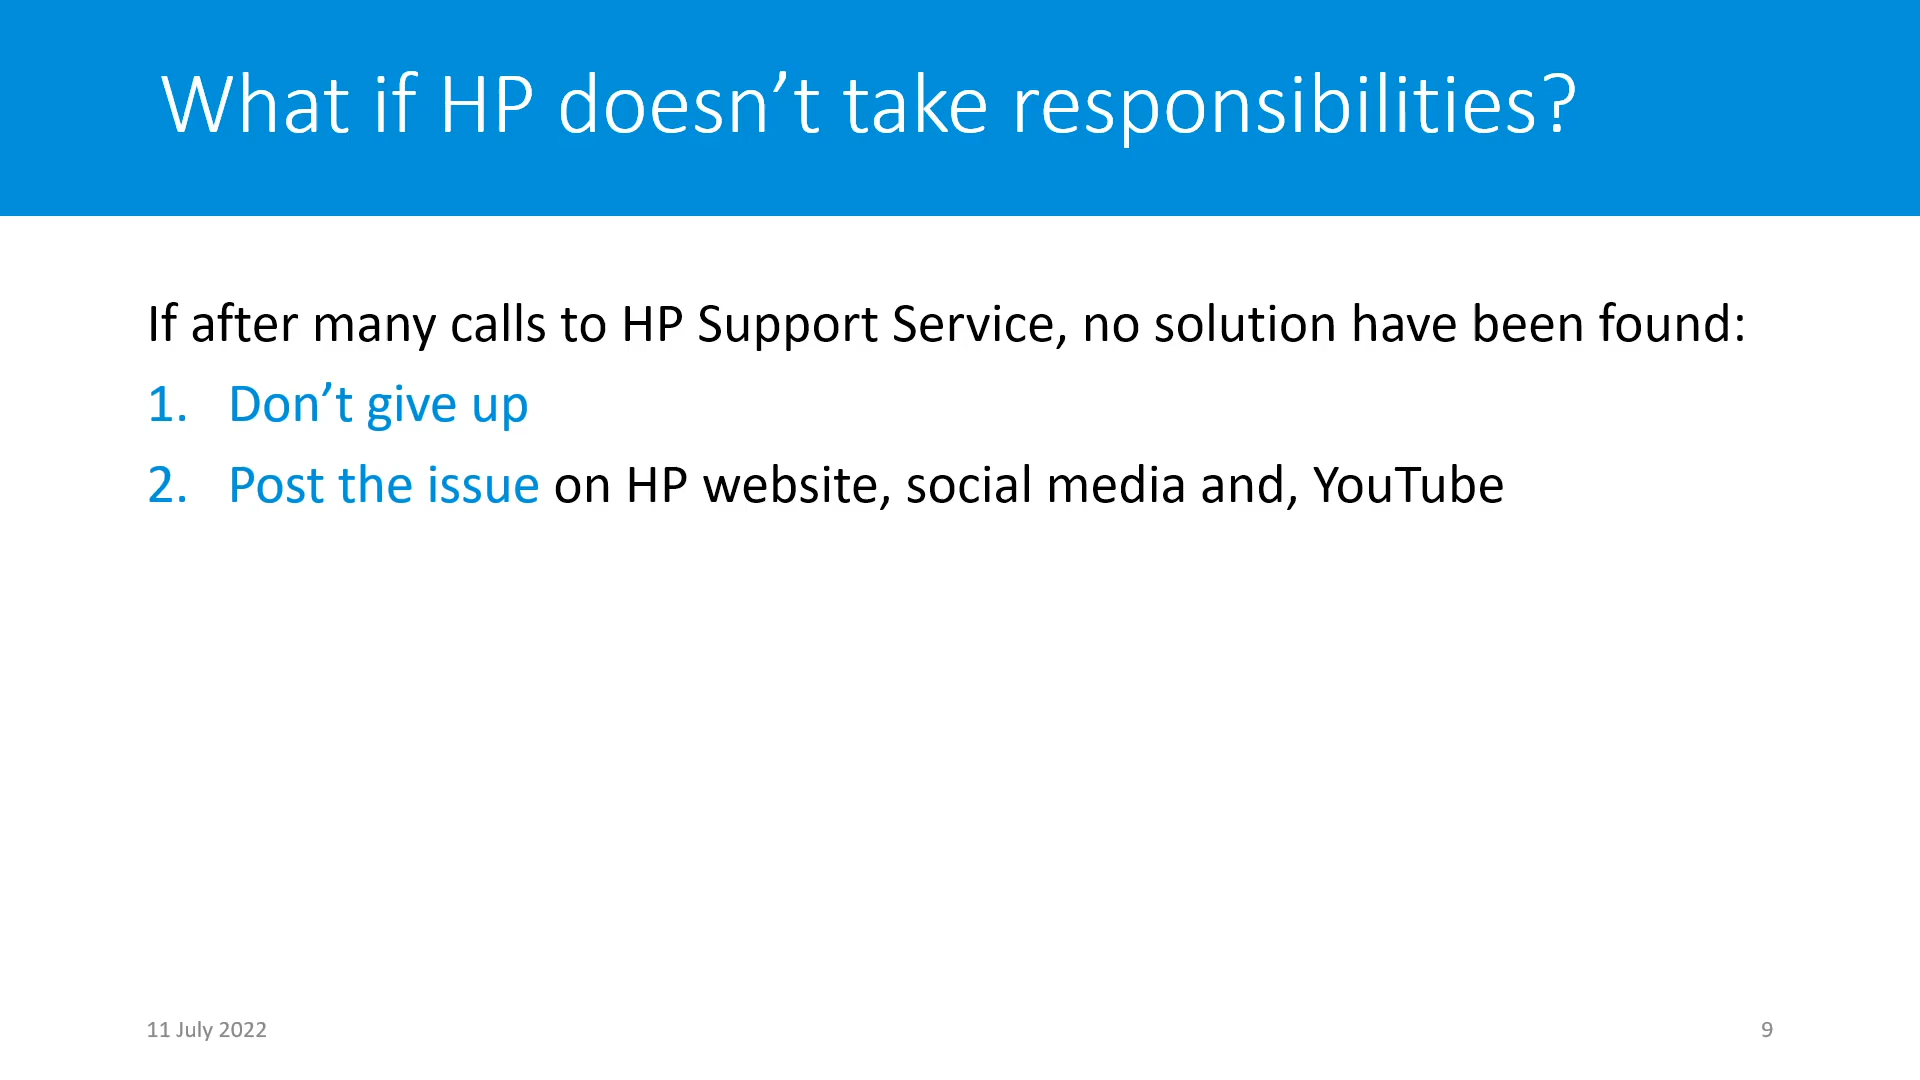 What if HP doesn’t take responsibilities?
If after many calls to HP Support Service, no solution have been found:
1. Don’t give up
2. Post the issue on HP website, social media and, YouTube
11 July 2022
9